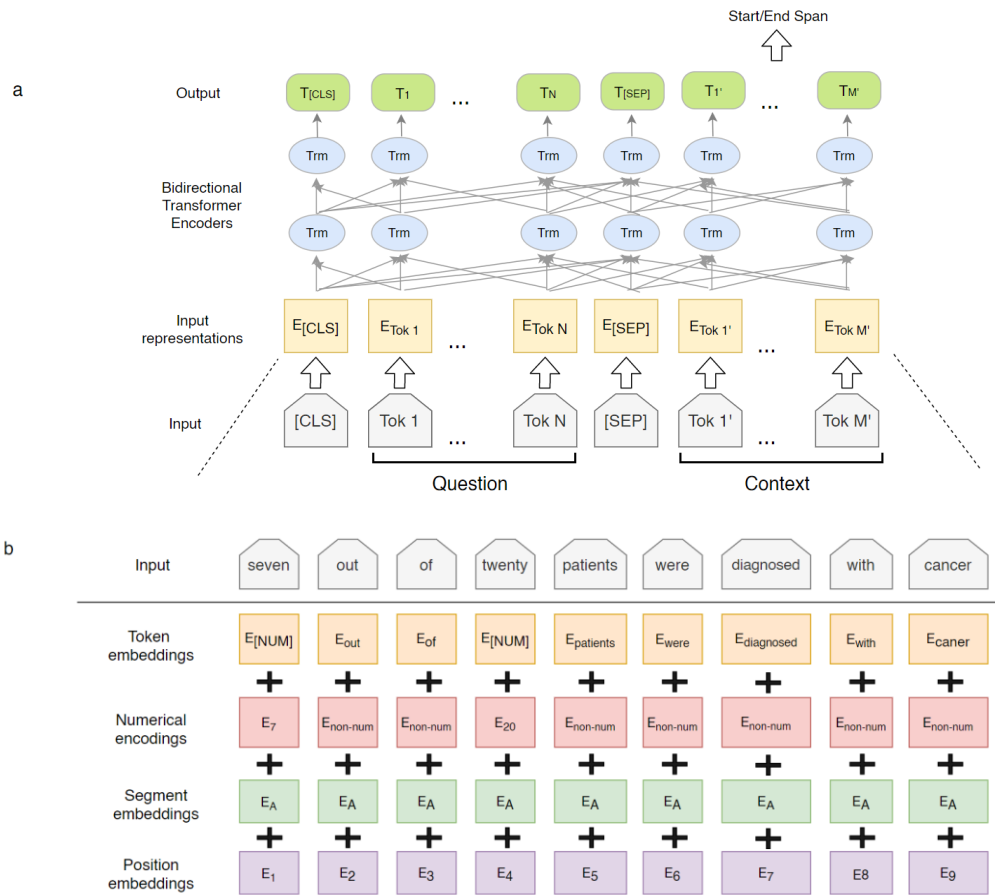 Start/End Span
a
Output T[CLS] T1 ... TN T[SEP] T1' ... TM'
Trm Trm Trm Trm Trm Trm
Bidirectional
Transformer
Encoders
Trm Trm Trm Trm Trm Trm
Input
representations
E[CLS] ETok 1 ... ETok N E[SEP] ETok 1' ... ETok M'
Input [CLS] Tok 1 ... Tok N [SEP] Tok 1' ... Tok M'
Question Context
b
Input seven out of twenty patients were diagnosed with cancer
Token
embeddings
E[NUM] Eout Eof E[NUM] Epatients Ewere Ediagnosed Ewith Ecaner
+ + + + + + + + +
Numerical
encodings
E7 Enon-num Enon-num E20 Enon-num Enon-num Enon-num Enon-num Enon-num
+ + + + + + + + +
Segment
embeddings
EA EA EA EA EA EA EA EA EA
+ + + + + + + + +
Position
embeddings
E1 E2 E3 E4 E5 E6 E7 E8 E9